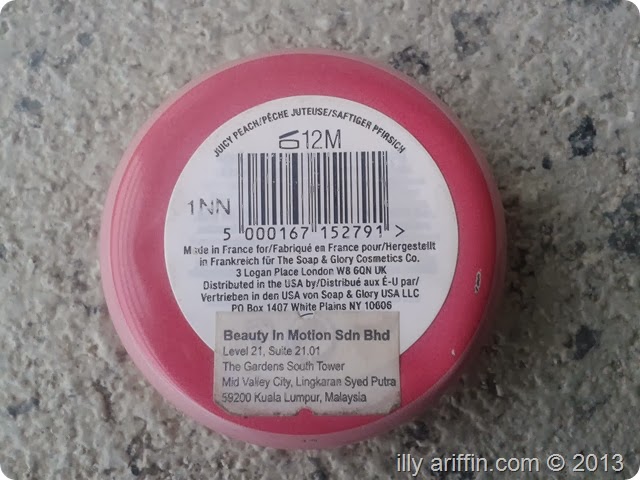 JUICY PEACH/PÊCHE JUTEUSE/SAFTIGER PFIRSICH
12M
1NN
5 000167 152791 >
Made in France for/Fabriqué en France pour/Hergestellt
in Frankreich für The Soap & Glory Cosmetics Co.
3 Logan Place London W8 6QN UK
Distributed in the USA by/Distribué aux É-U par/
Vertrieben in den USA von Soap & Glory USA LLC
PO Box 1407 White Plains NY 10606
Beauty In Motion Sdn Bhd
Level 21, Suite 21.01
The Gardens South Tower
Mid Valley City, Lingkaran Syed Putra
59200 Kuala Lumpur, Malaysia
illy ariffin.com © 2013